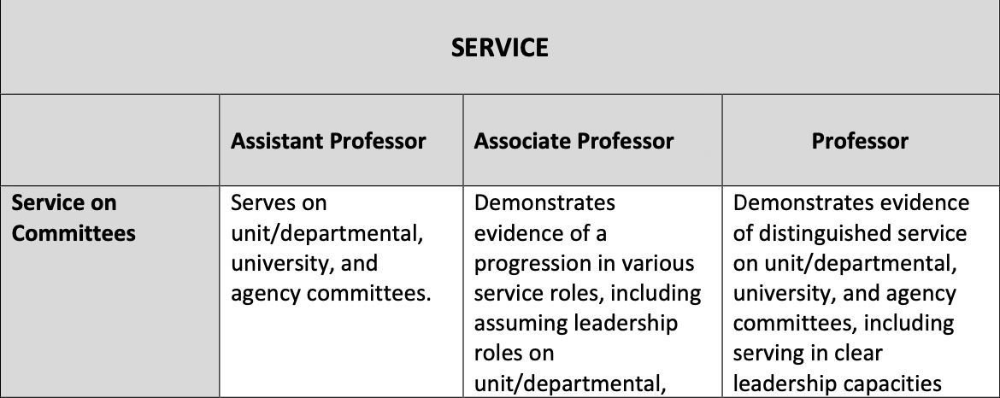 SERVICE
Assistant Professor
Associate Professor
Professor
Service on
Committees
Serves on
unit/departmental,
university, and
agency committees.
Demonstrates
evidence of a
progression in various
service roles, including
assuming leadership
roles on
unit/departmental,
Demonstrates evidence
of distinguished service
on unit/departmental,
university, and agency
committees, including
serving in clear
leadership capacities